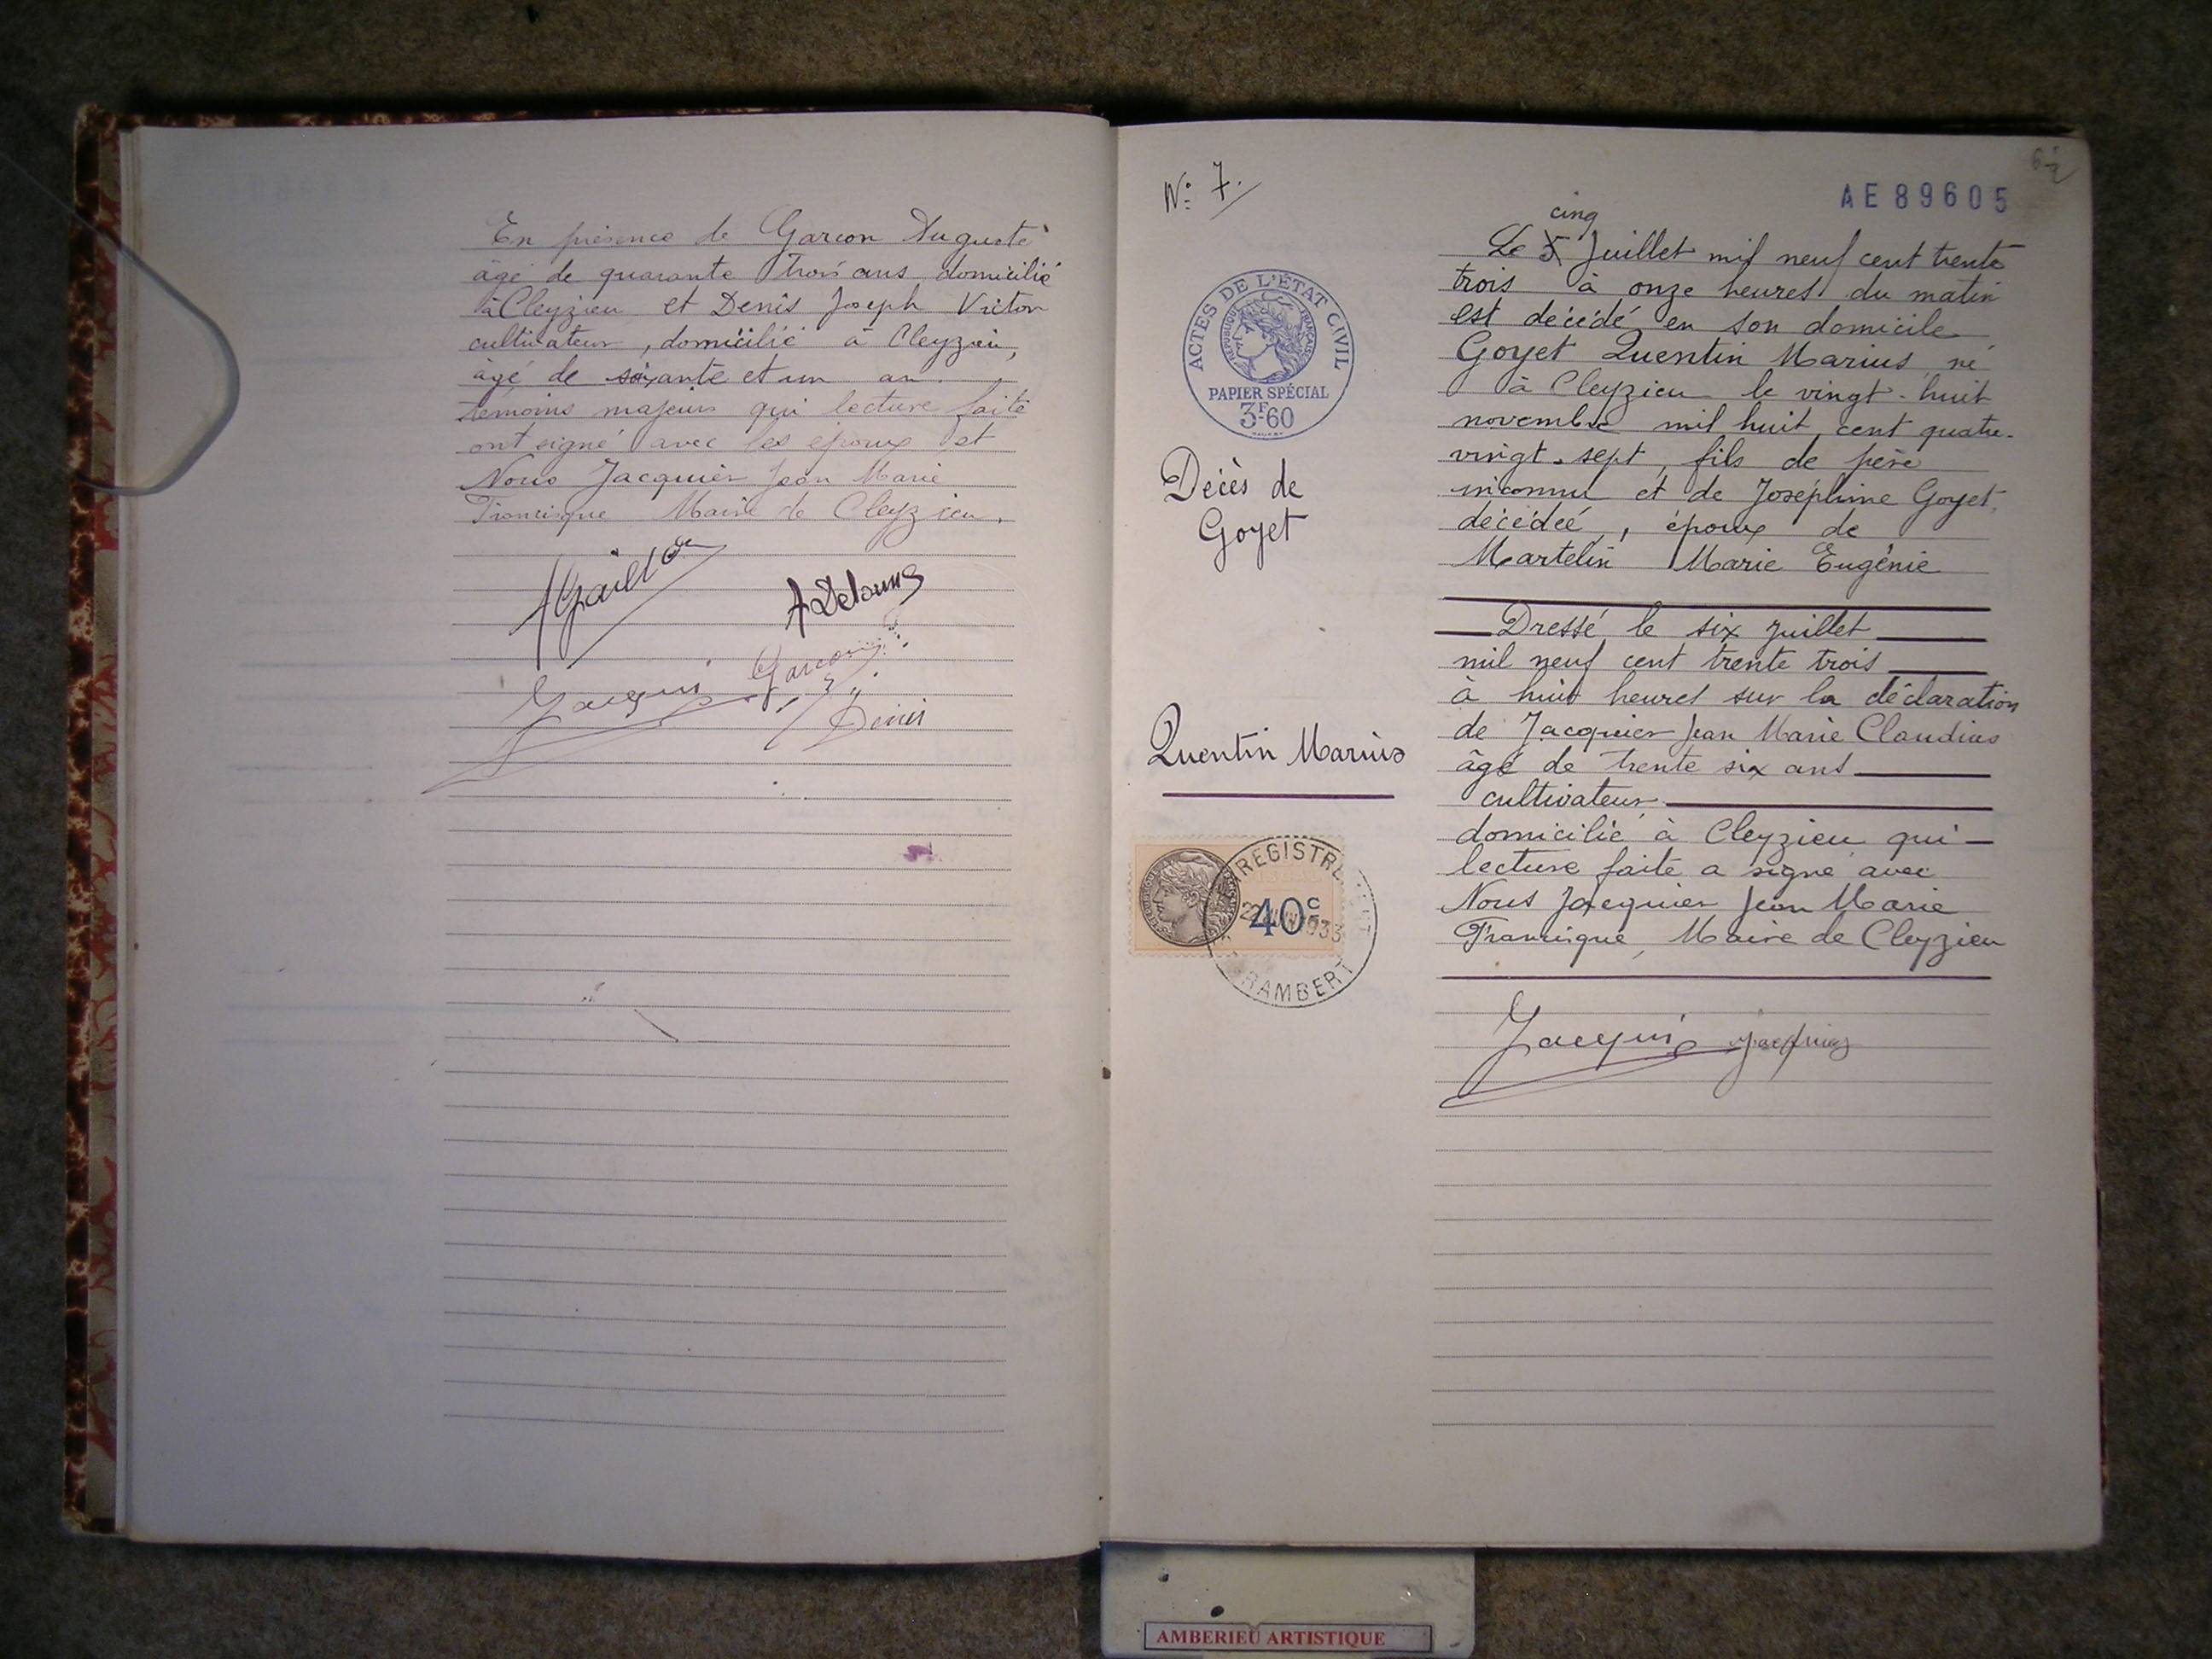 En présence de Garcon Auguste
âgé de quarante trois ans domicilié
à Cleyzieu et Denis Joseph Victor
cultivateur, domicilié à Cleyzieu,
âgé de soixante et un an.
témoins majeurs qui lecture faite
ont signé avec les époux et
Nous Jacquier Jean Marie
Francisque Maire de Cleyzieu.
Garcon
Denis
N° 7.
AE 89605
ACTES DE L'ÉTAT CIVIL
RÉPUBLIQUE FRANÇAISE
PAPIER SPÉCIAL
3F60
Décès de
Goyet
Quentin Marius
ENREGISTREMENT
40c
1933
RAMBERT
cinq
Le 5 Juillet mil neuf cent trente
trois à onze heures du matin
est décédé en son domicile
Goyet Quentin Marius né
à Cleyzieu le vingt-huit
novembre mil huit cent quatre-
vingt-sept, fils de père
inconnu et de Joséphine Goyet,
décédée, époux de
Martelin Marie Eugénie
Dressé le six juillet
mil neuf cent trente trois
à huit heures sur la déclaration
de Jacquier Jean Marie Claudius
âgé de trente six ans
cultivateur
domicilié à Cleyzieu qui
lecture faite a signé avec
Nous Jacquier Jean Marie
Francisque, Maire de Cleyzieu
Jacquier Jacquier
AMBERIEU ARTISTIQUE